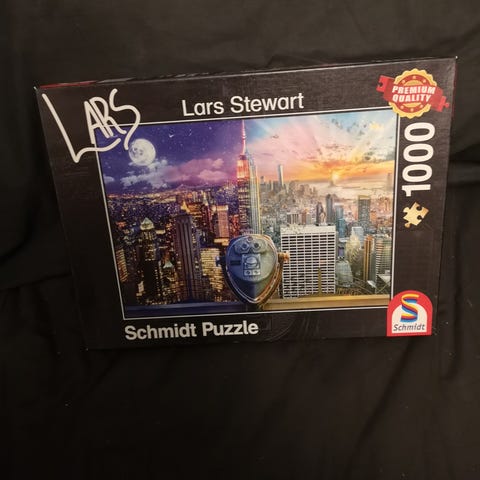 LARS
Lars Stewart
PREMIUM
QUALITY
1000
Schmidt Puzzle
S
Schmidt